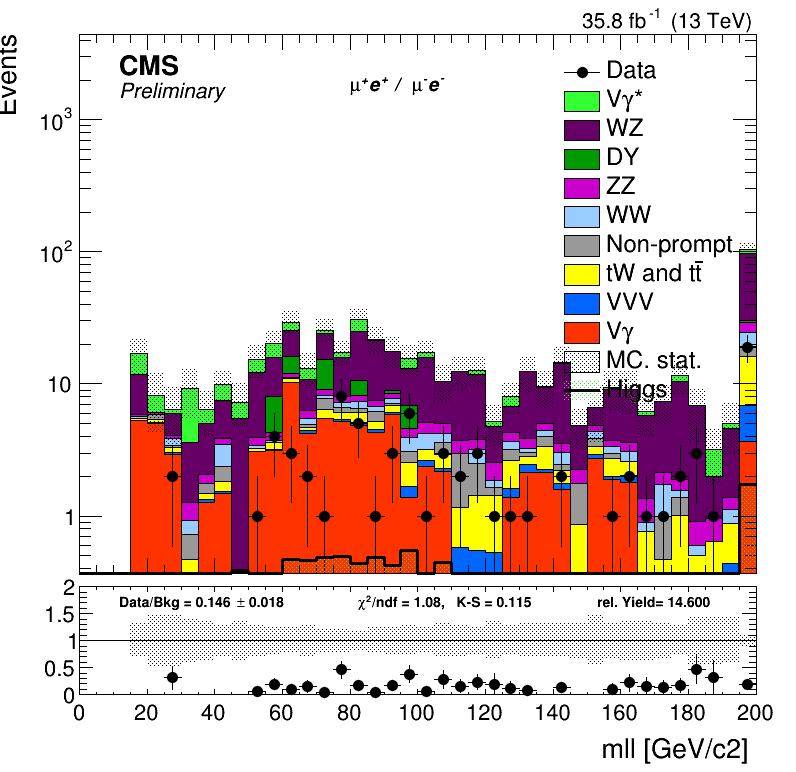 35.8 fb⁻¹ (13 TeV)
Events
CMS
Preliminary
μ⁺e⁺ / μ⁻e⁻
Data
Vγ*
WZ
DY
ZZ
WW
Non-prompt
tW and tt̄
VVV
Vγ
MC. stat.
Higgs
10³
10²
10
1
2
1.5
1
0.5
0
Data/Bkg = 0.146 ± 0.018
χ²/ndf = 1.08, K-S = 0.115
rel. Yield= 14.600
0 20 40 60 80 100 120 140 160 180 200
mll [GeV/c2]